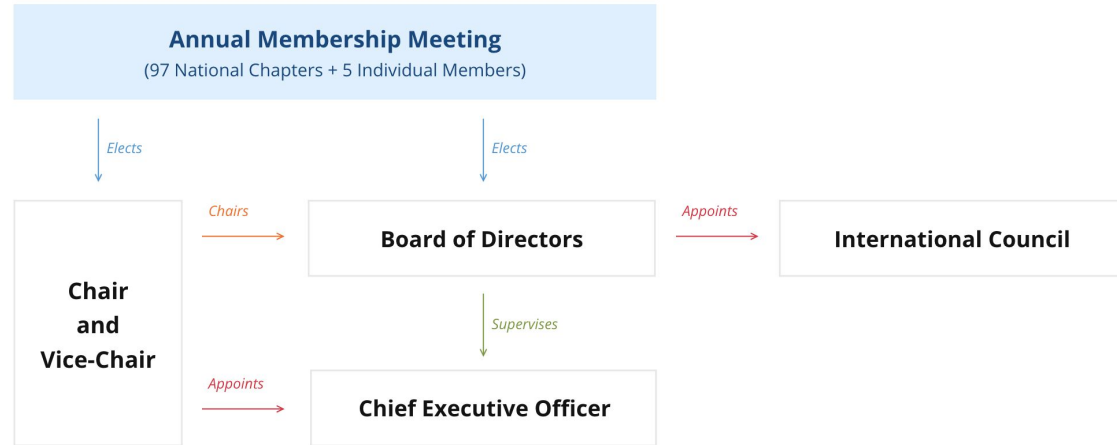 Annual Membership Meeting
(97 National Chapters + 5 Individual Members)
Elects
Elects
Chair
and
Vice-Chair
Chairs
Board of Directors
Appoints
International Council
Supervises
Appoints
Chief Executive Officer